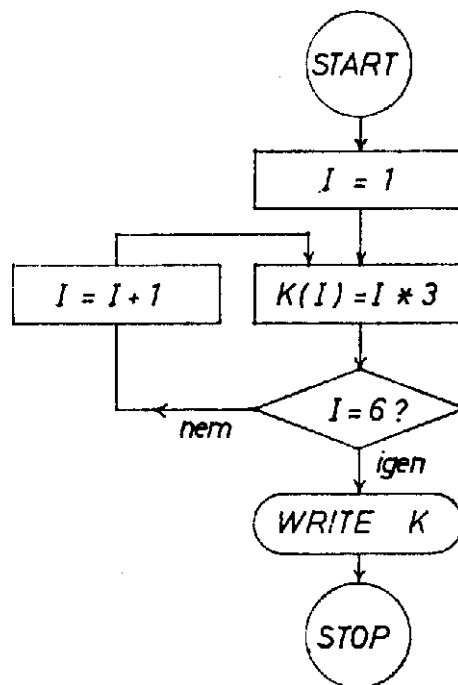 START
I = 1
I = I + 1
K(I) = I * 3
I = 6 ?
nem
igen
WRITE K
STOP